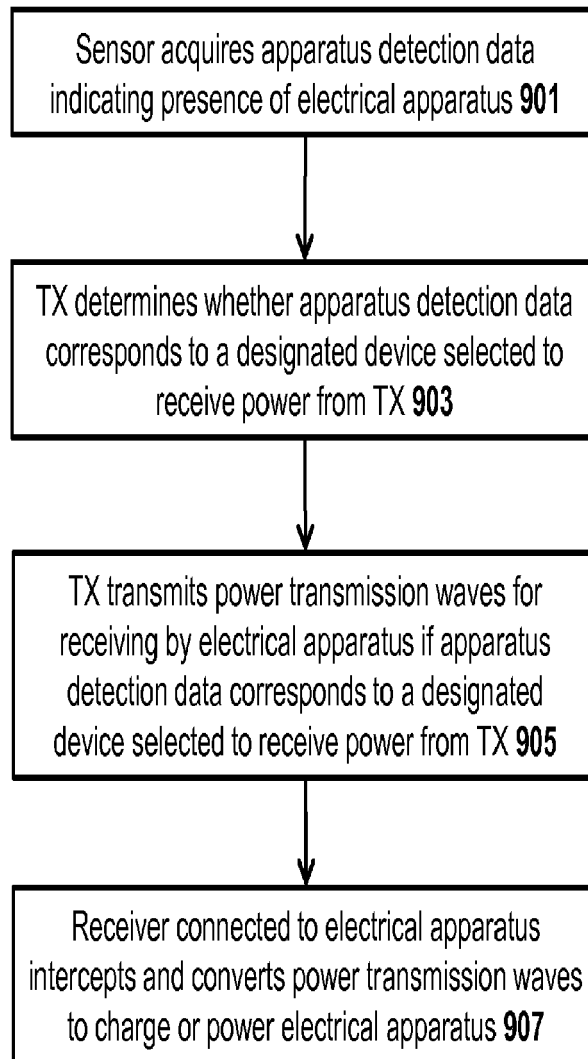 Sensor acquires apparatus detection data
indicating presence of electrical apparatus 901
TX determines whether apparatus detection data
corresponds to a designated device selected to
receive power from TX 903
TX transmits power transmission waves for
receiving by electrical apparatus if apparatus
detection data corresponds to a designated
device selected to receive power from TX 905
Receiver connected to electrical apparatus
intercepts and converts power transmission waves
to charge or power electrical apparatus 907